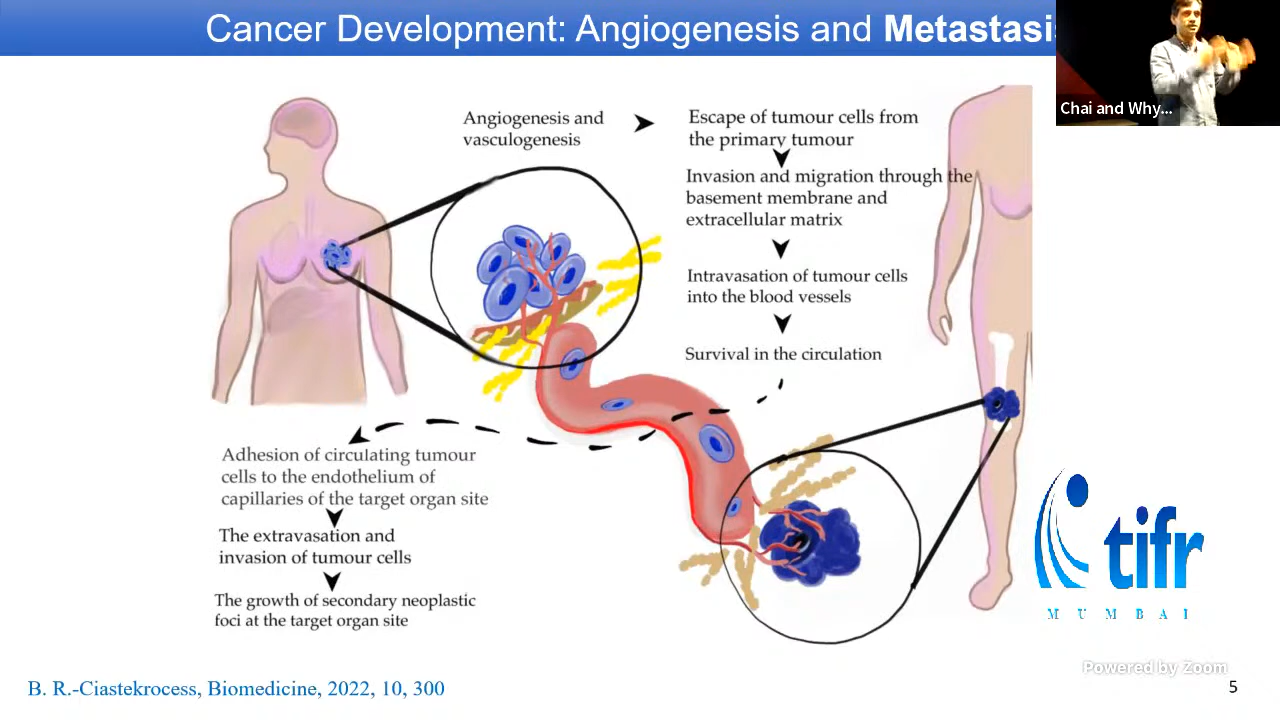 Cancer Development: Angiogenesis and Metastasis
Chai and Why...
Angiogenesis and
vasculogenesis
Escape of tumour cells from
the primary tumour
Invasion and migration through the
basement membrane and
extracellular matrix
Intravasation of tumour cells
into the blood vessels
Survival in the circulation
Adhesion of circulating tumour
cells to the endothelium of
capillaries of the target organ site
The extravasation and
invasion of tumour cells
The growth of secondary neoplastic
foci at the target organ site
tifr
MUMBAI
Powered by Zoom
B. R.-Ciastekrocess, Biomedicine, 2022, 10, 300
5